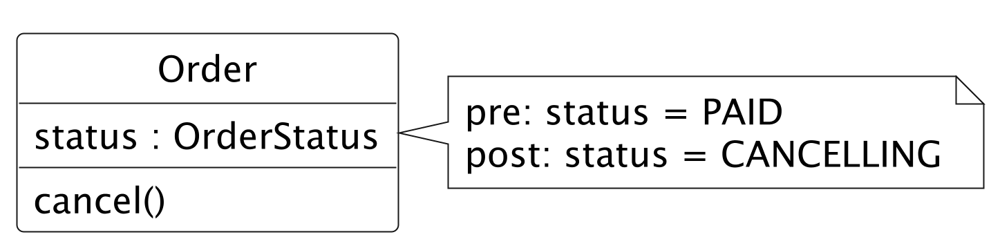 Order
status : OrderStatus
cancel()
pre: status = PAID
post: status = CANCELLING